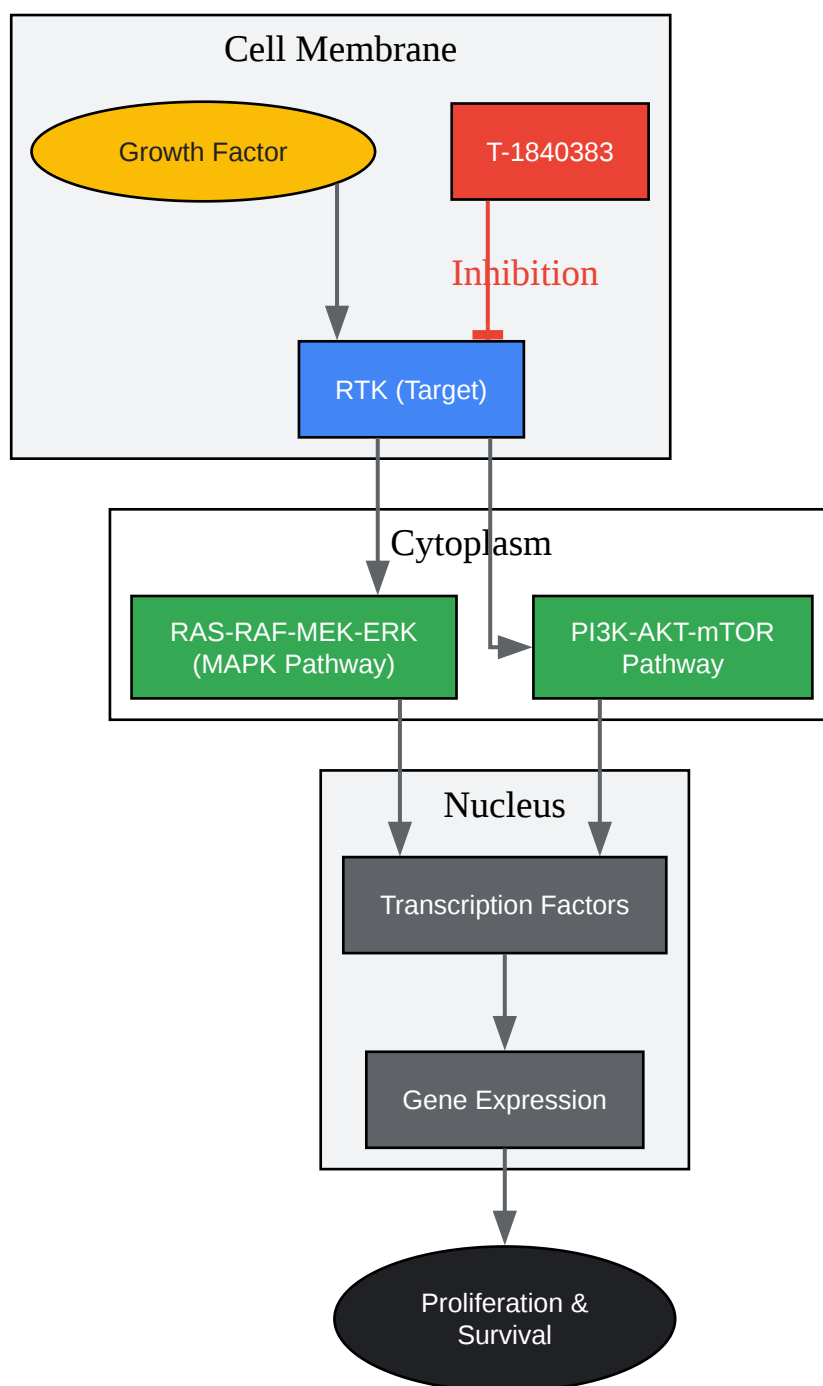 Cell Membrane
Growth Factor
T-1840383
Inhibition
RTK (Target)
Cytoplasm
RAS-RAF-MEK-ERK
(MAPK Pathway)
PI3K-AKT-mTOR
Pathway
Nucleus
Transcription Factors
Gene Expression
Proliferation &
Survival